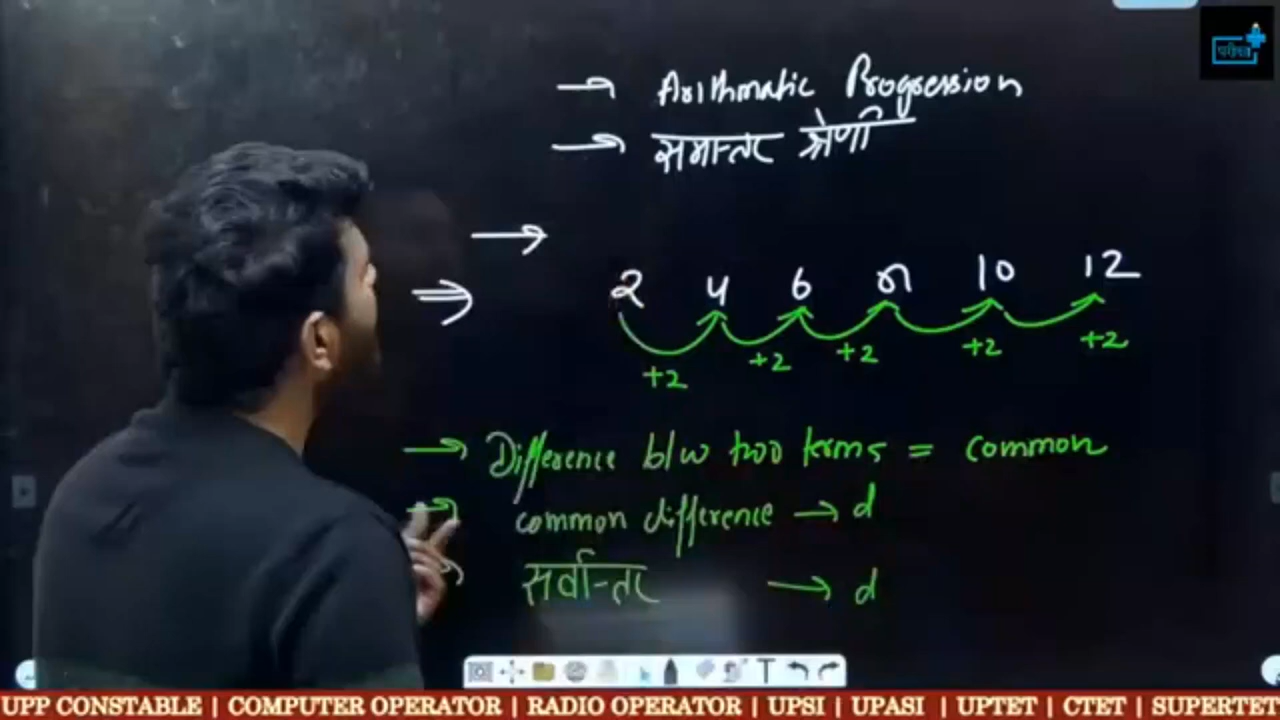 परीक्षा
→ Arithmatic Progression
→ समान्तर श्रेणी
2 4 6 8 10 12
+2 +2 +2 +2 +2
→ Difference b/w two terms = common
→ common difference → d
सर्वान्तर → d
T
UPP CONSTABLE | COMPUTER OPERATOR | RADIO OPERATOR | UPSI | UPASI | UPTET | CTET | SUPERTET